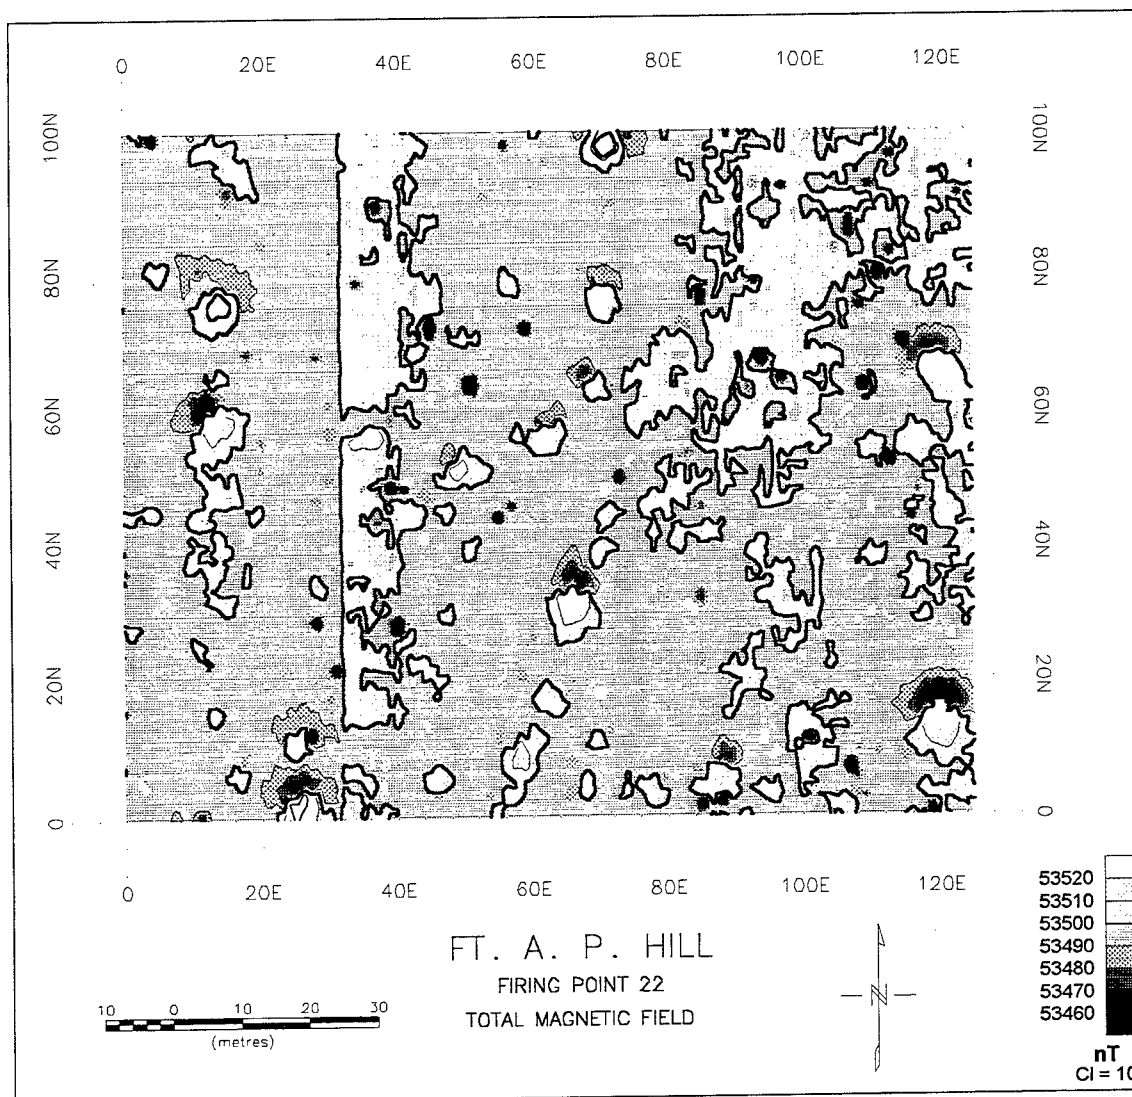 0 20E 40E 60E 80E 100E 120E
100N 100N
80N 80N
60N 60N
40N 40N
20N 20N
0 0
0 20E 40E 60E 80E 100E 120E
FT. A. P. HILL
FIRING POINT 22
TOTAL MAGNETIC FIELD
10 0 10 20 30
(metres)
N
53520
53510
53500
53490
53480
53470
53460
nT
CI = 10